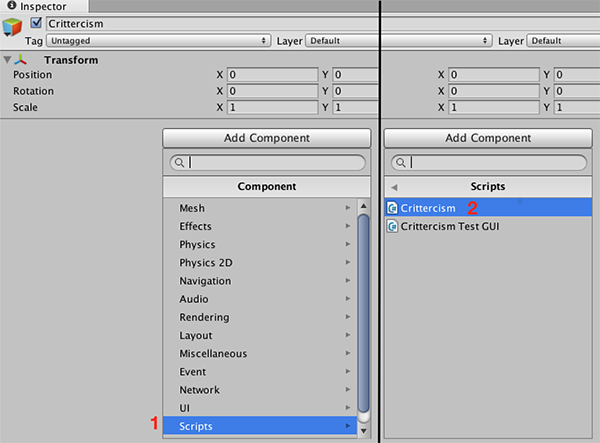 Inspector
Crittercism
Tag Untagged Layer Default Layer Default
Transform
Position X 0 Y 0 X 0 Y 0
Rotation X 0 Y 0 X 0 Y 0
Scale X 1 Y 1 X 1 Y 1
Add Component
Component
Mesh
Effects
Physics
Physics 2D
Navigation
Audio
Rendering
Layout
Miscellaneous
Event
Network
UI
1 Scripts
Add Component
Scripts
Crittercism 2
Crittercism Test GUI